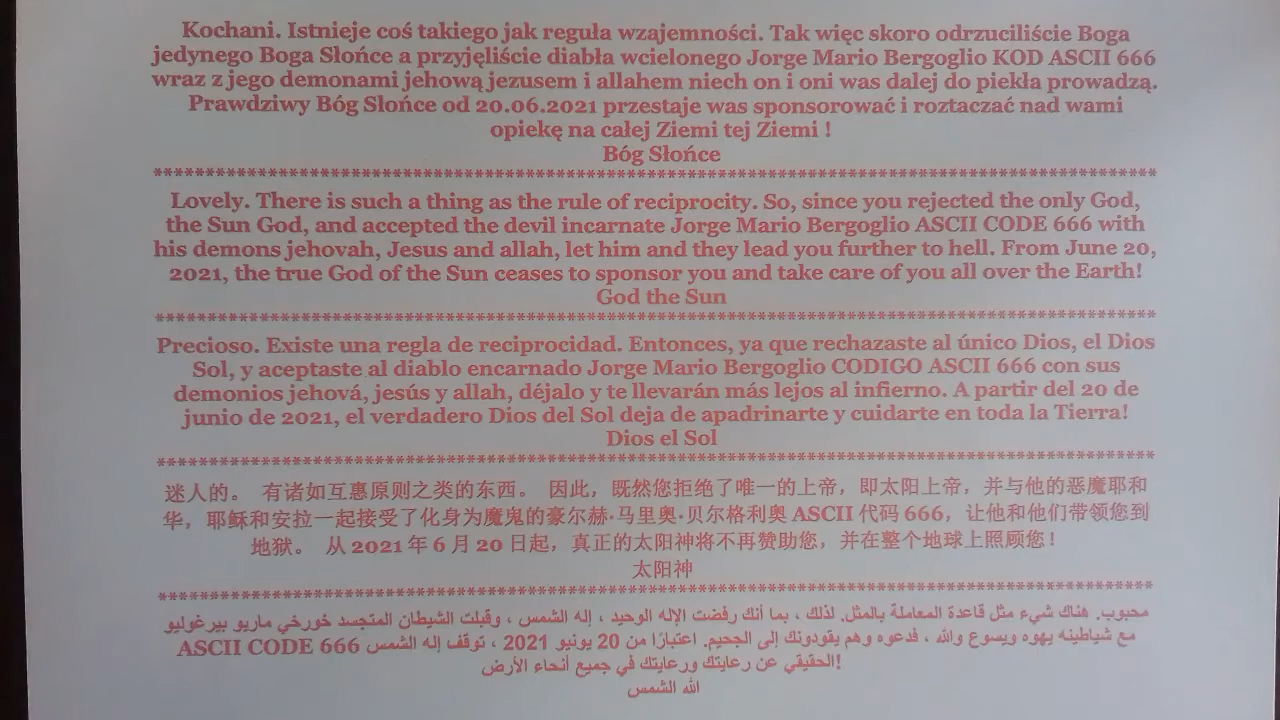 Kochani. Istnieje coś takiego jak reguła wzajemności. Tak więc skoro odrzuciliście Boga
jedynego Boga Słońce a przyjęliście diabła wcielonego Jorge Mario Bergoglio KOD ASCII 666
wraz z jego demonami jehową jezusem i allahem niech on i oni was dalej do piekła prowadzą.
Prawdziwy Bóg Słońce od 20.06.2021 przestaje was sponsorować i roztaczać nad wami
opiekę na całej Ziemi tej Ziemi !
Bóg Słońce
****************************************************************************************************
Lovely. There is such a thing as the rule of reciprocity. So, since you rejected the only God,
the Sun God, and accepted the devil incarnate Jorge Mario Bergoglio ASCII CODE 666 with
his demons jehovah, Jesus and allah, let him and they lead you further to hell. From June 20,
2021, the true God of the Sun ceases to sponsor you and take care of you all over the Earth!
God the Sun
****************************************************************************************************
Precioso. Existe una regla de reciprocidad. Entonces, ya que rechazaste al único Dios, el Dios
Sol, y aceptaste al diablo encarnado Jorge Mario Bergoglio CODIGO ASCII 666 con sus
demonios jehová, jesús y allah, déjalo y te llevarán más lejos al infierno. A partir del 20 de
junio de 2021, el verdadero Dios del Sol deja de apadrinarte y cuidarte en toda la Tierra!
Dios el Sol
****************************************************************************************************
迷人的。 有诸如互惠原则之类的东西。 因此，既然您拒绝了唯一的上帝，即太阳上帝，并与他的恶魔耶和
华，耶稣和安拉一起接受了化身为魔鬼的豪尔赫·马里奥·贝尔格利奥 ASCII 代码 666，让他和他们带领您到
地狱。 从 2021 年 6 月 20 日起，真正的太阳神将不再赞助您，并在整个地球上照顾您！
太阳神
****************************************************************************************************
محبوب. هناك شيء مثل قاعدة المعاملة بالمثل. لذلك ، بما أنك رفضت الإله الوحيد ، إله الشمس ، وقبلت الشيطان المتجسد خورخي ماريو بيرغوليو
مع شياطينه يهوه ويسوع والله ، فدعوه وهم يقودونك إلى الجحيم. اعتبارًا من 20 يونيو 2021 ، توقف إله الشمس ASCII CODE 666
الحقيقي عن رعايتك ورعايتك في جميع أنحاء الأرض!
الله الشمس